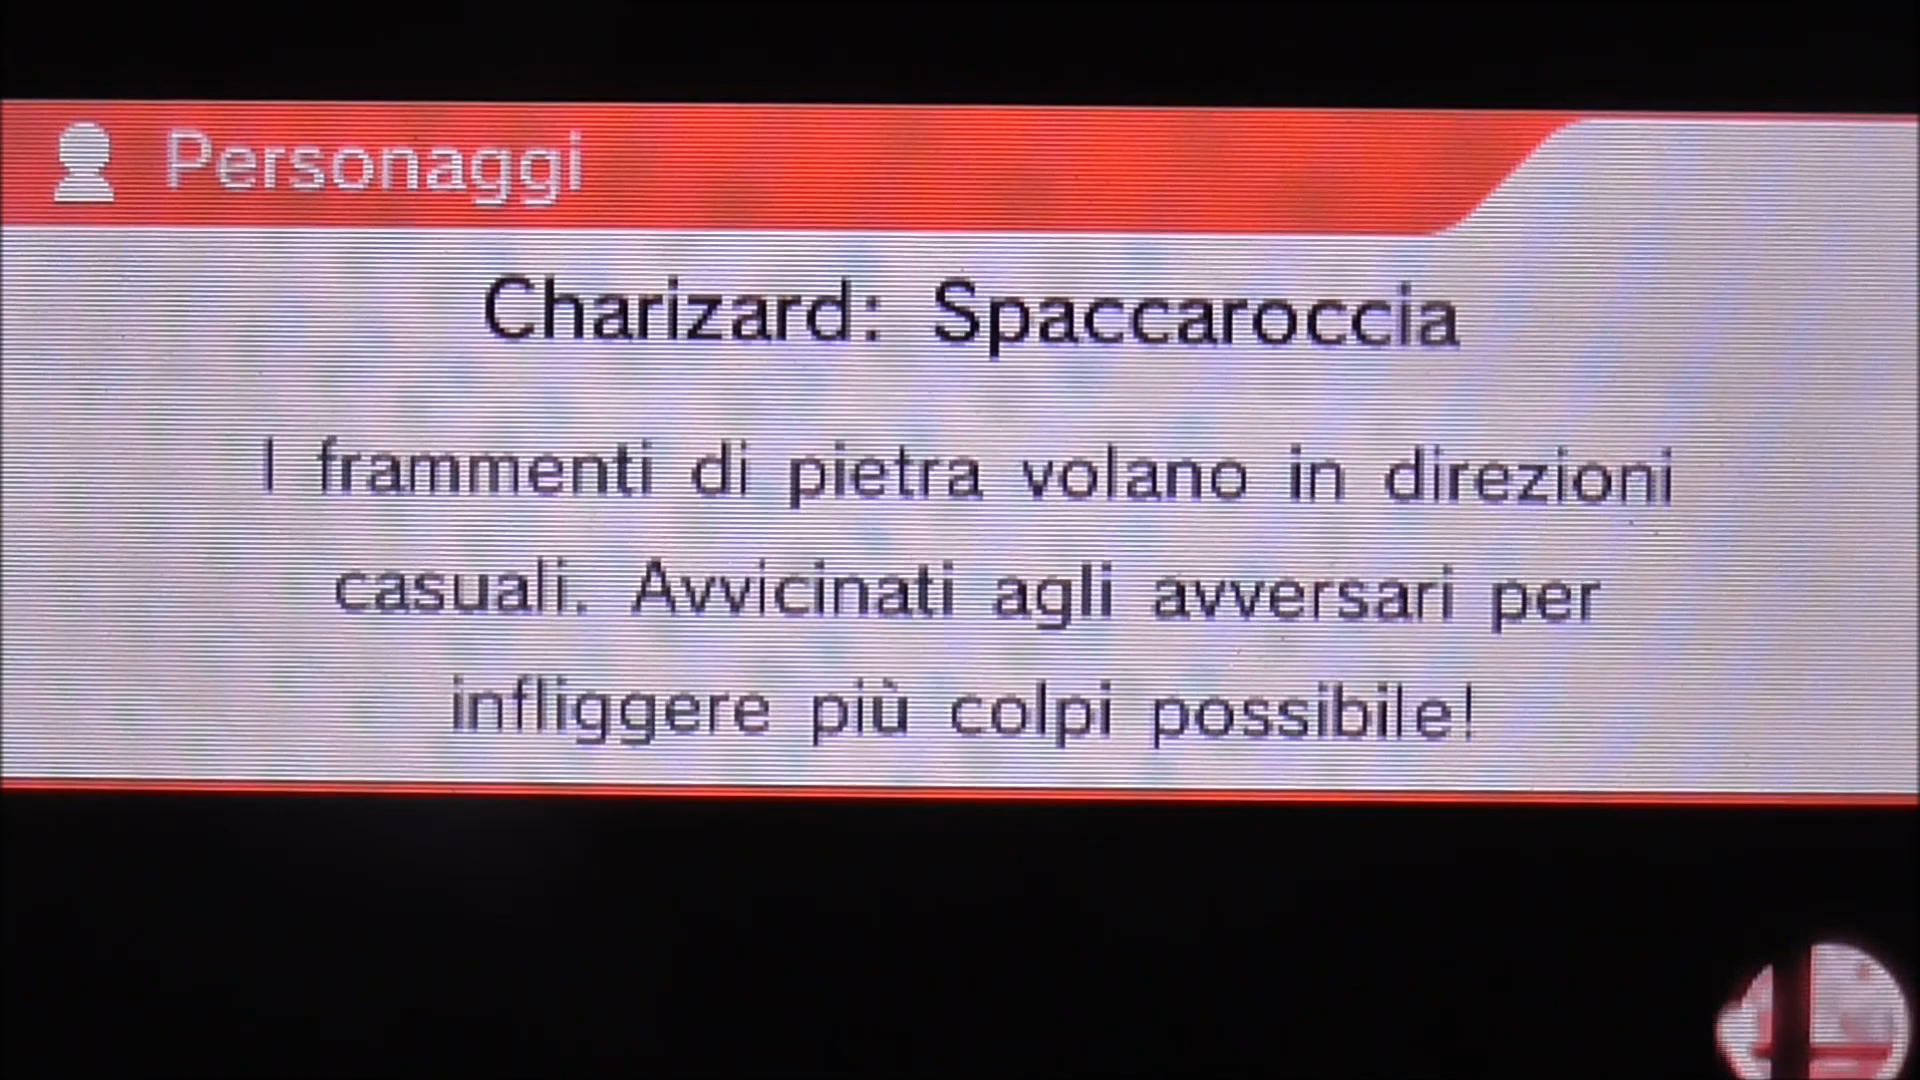 Personaggi
Charizard: Spaccaroccia
I frammenti di pietra volano in direzioni
casuali. Avvicinati agli avversari per
infliggere più colpi possibile!